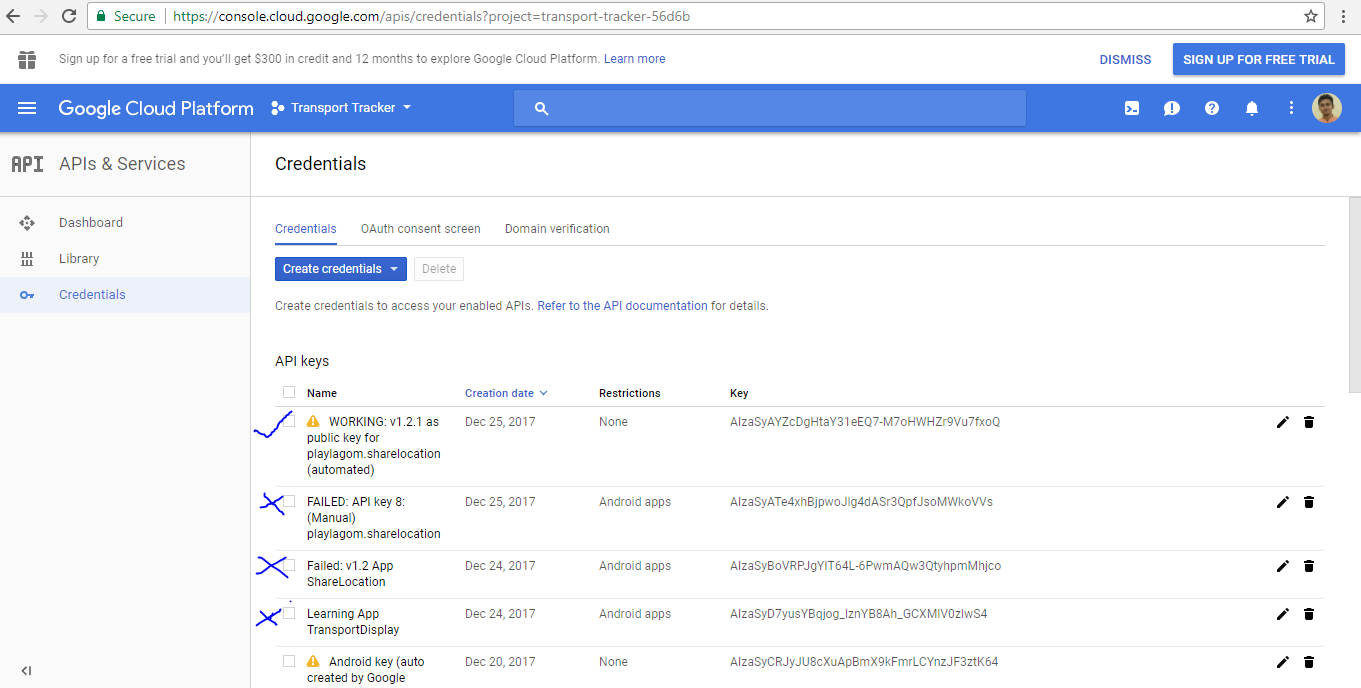 Secure https://console.cloud.google.com/apis/credentials?project=transport-tracker-56d6b
Sign up for a free trial and you'll get $300 in credit and 12 months to explore Google Cloud Platform. Learn more DISMISS SIGN UP FOR FREE TRIAL
Google Cloud Platform Transport Tracker
API APIs & Services
Credentials
Dashboard
Library
Credentials
Credentials OAuth consent screen Domain verification
Create credentials Delete
Create credentials to access your enabled APIs. Refer to the API documentation for details.
API keys
Name Creation date Restrictions Key
WORKING: v1.2.1 as Dec 25, 2017 None AIzaSyAYZcDgHtaY31eEQ7-M7oHWHZr9Vu7fxoQ
public key for
playlagom.sharelocation
(automated)
FAILED: API key 8: Dec 25, 2017 Android apps
(Manual)
playlagom.sharelocation
Failed: v1.2 App Dec 24, 2017 Android apps
ShareLocation
Learning App Dec 24, 2017 Android apps
TransportDisplay
Android key (auto Dec 20, 2017 None AIzaSyCRJyJU8cXuApBmX9kFmrLCYnzJF3ztK64
created by Google